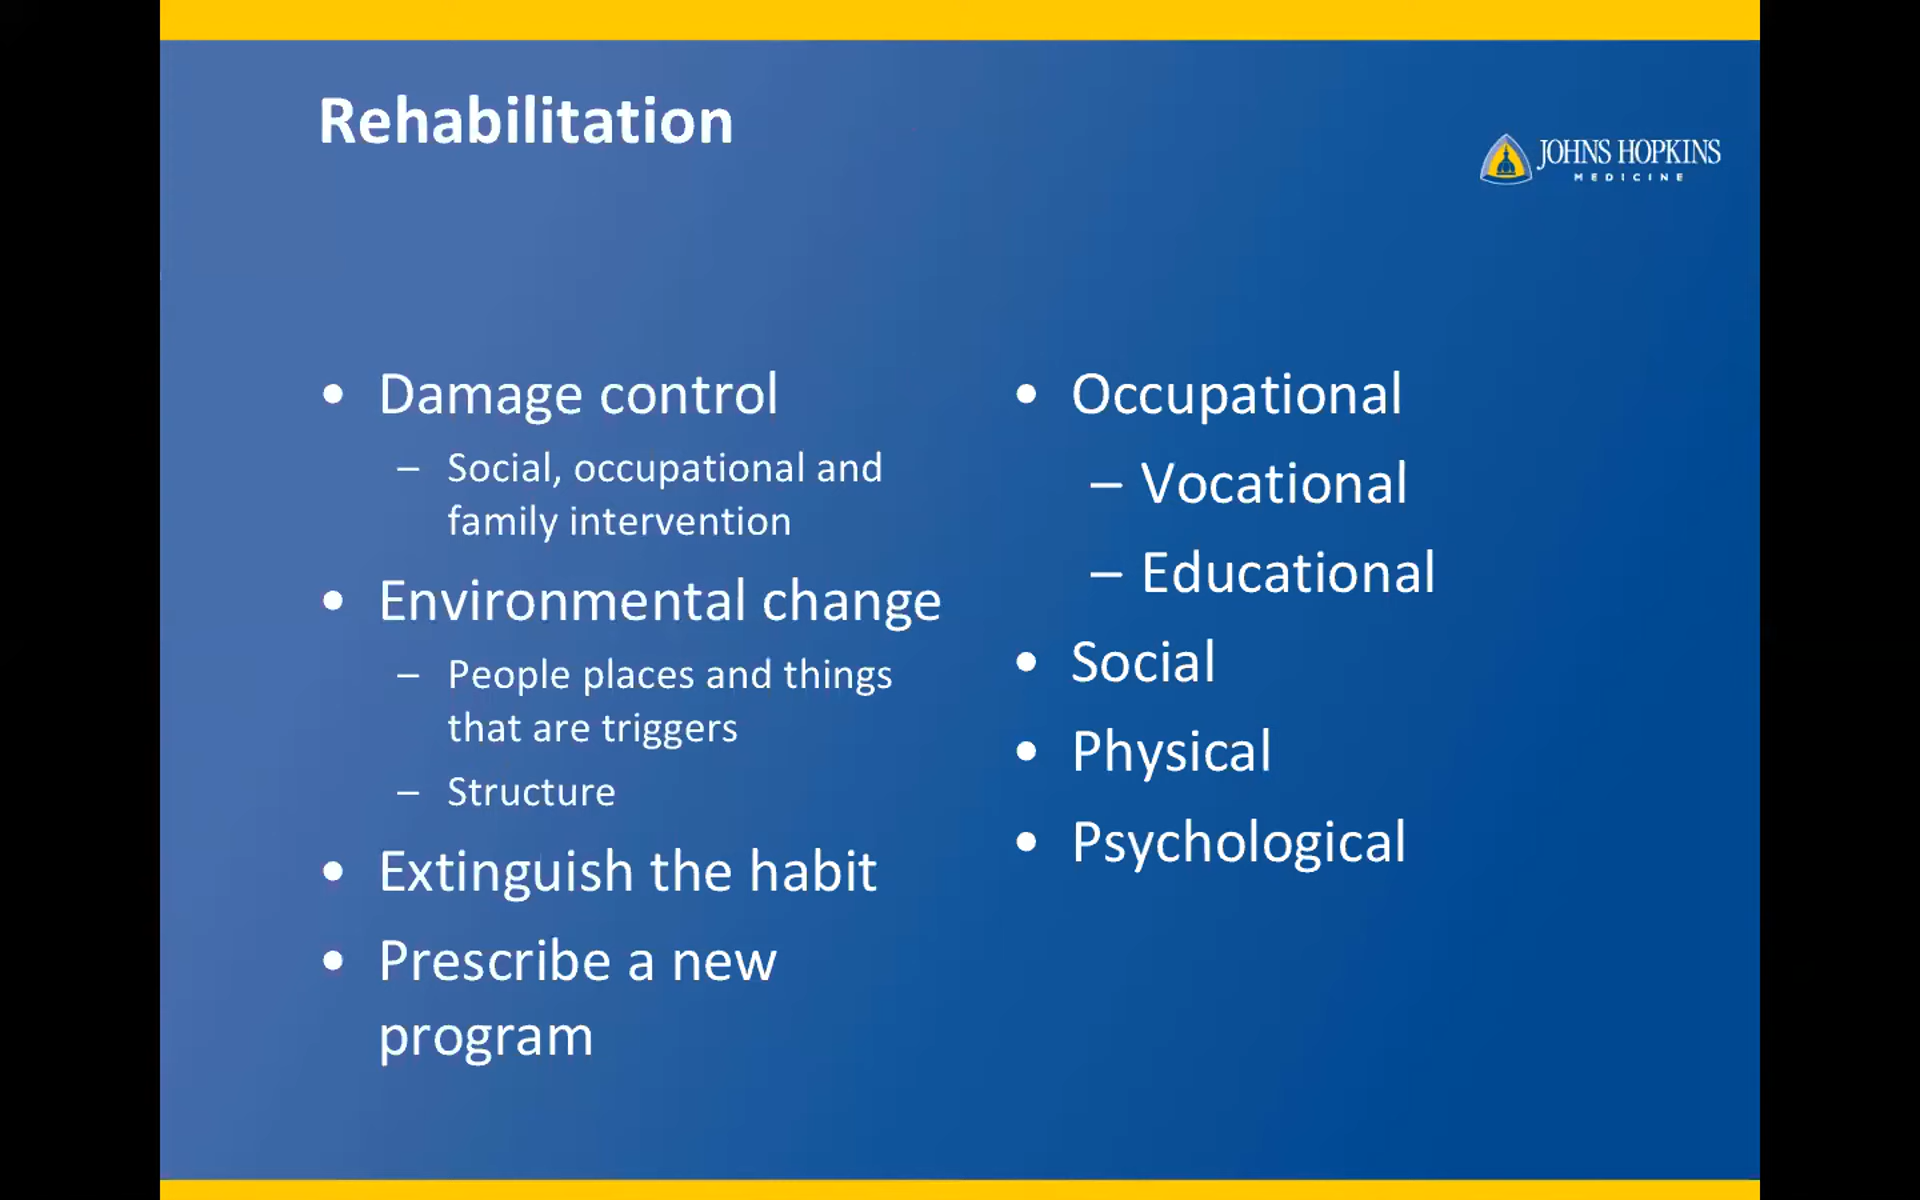 Rehabilitation
JOHNS HOPKINS
MEDICINE
• Damage control
– Social, occupational and
family intervention
• Environmental change
– People places and things
that are triggers
– Structure
• Extinguish the habit
• Prescribe a new
program
• Occupational
– Vocational
– Educational
• Social
• Physical
• Psychological